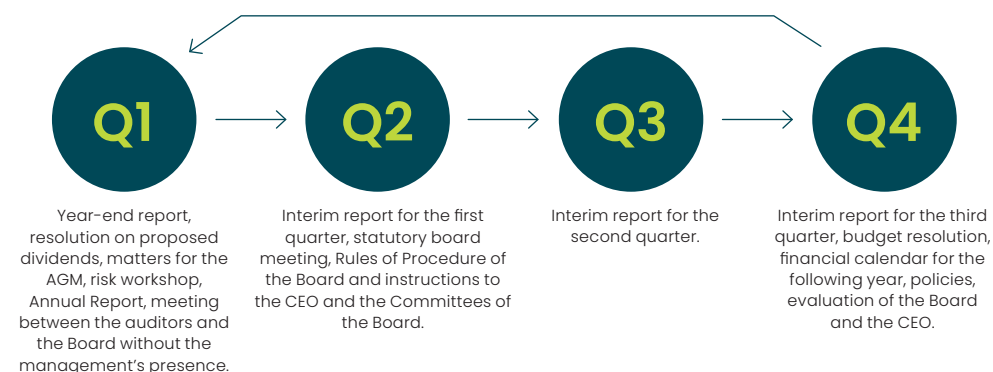 Q1
Year-end report,
resolution on proposed
dividends, matters for the
AGM, risk workshop,
Annual Report, meeting
between the auditors and
the Board without the
management’s presence.
Q2
Interim report for the first
quarter, statutory board
meeting, Rules of Procedure of
the Board and instructions to
the CEO and the Committees of
the Board.
Q3
Interim report for the
second quarter.
Q4
Interim report for the third
quarter, budget resolution,
financial calendar for the
following year, policies,
evaluation of the Board
and the CEO.